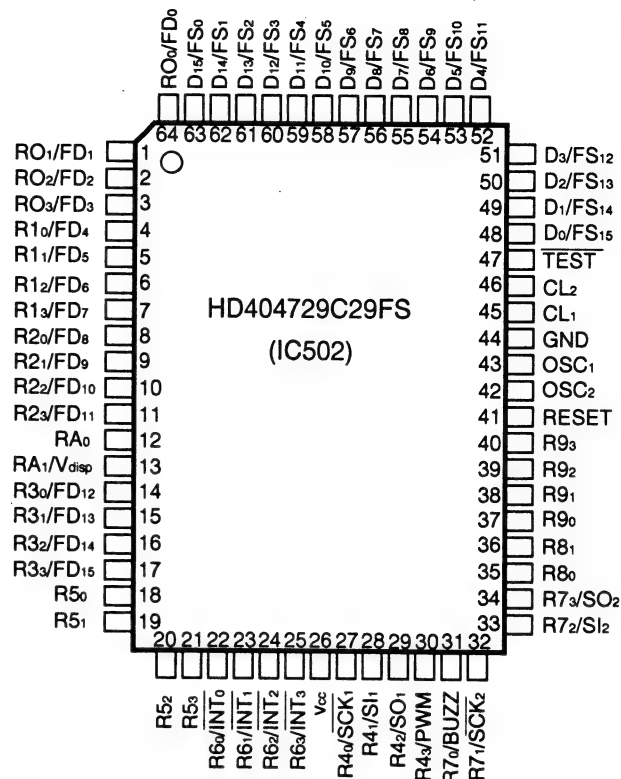 RO₀/FD₀
D₁₅/FS₀
D₁₄/FS₁
D₁₃/FS₂
D₁₂/FS₃
D₁₁/FS₄
D₁₀/FS₅
D₉/FS₆
D₈/FS₇
D₇/FS₈
D₆/FS₉
D₅/FS₁₀
D₄/FS₁₁
64 63 62 61 60 59 58 57 56 55 54 53 52
RO₁/FD₁ 1
RO₂/FD₂ 2
RO₃/FD₃ 3
R1₀/FD₄ 4
R1₁/FD₅ 5
R1₂/FD₆ 6
R1₃/FD₇ 7
R2₀/FD₈ 8
R2₁/FD₉ 9
R2₂/FD₁₀ 10
R2₃/FD₁₁ 11
RA₀ 12
RA₁/Vdisp 13
R3₀/FD₁₂ 14
R3₁/FD₁₃ 15
R3₂/FD₁₄ 16
R3₃/FD₁₅ 17
R5₀ 18
R5₁ 19
HD404729C29FS
(IC502)
51 D₃/FS₁₂
50 D₂/FS₁₃
49 D₁/FS₁₄
48 D₀/FS₁₅
47 TEST
46 CL₂
45 CL₁
44 GND
43 OSC₁
42 OSC₂
41 RESET
40 R9₃
39 R9₂
38 R9₁
37 R9₀
36 R8₁
35 R8₀
34 R7₃/SO₂
33 R7₂/SI₂
20 21 22 23 24 25 26 27 28 29 30 31 32
R5₂
R5₃
R6₀/INT₀
R6₁/INT₁
R6₂/INT₂
R6₃/INT₃
Vcc
R4₀/SCK₁
R4₁/SI₁
R4₂/SO₁
R4₃/PWM
R7₀/BUZZ
R7₁/SCK₂